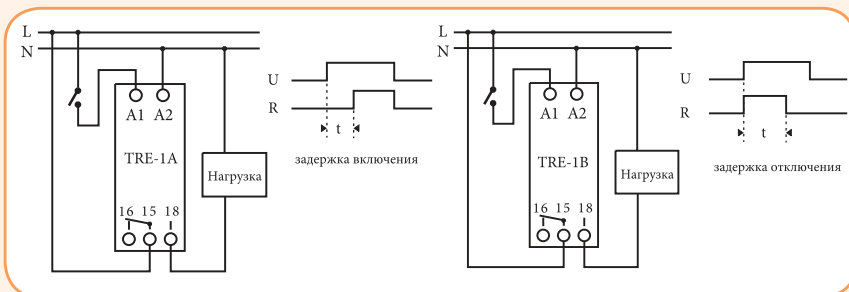 L
N
A1 A2
TRE-1A
16 15 18
Нагрузка
U
R
t
задержка включения
L
N
A1 A2
TRE-1B
16 15 18
Нагрузка
U
R
t
задержка отключения